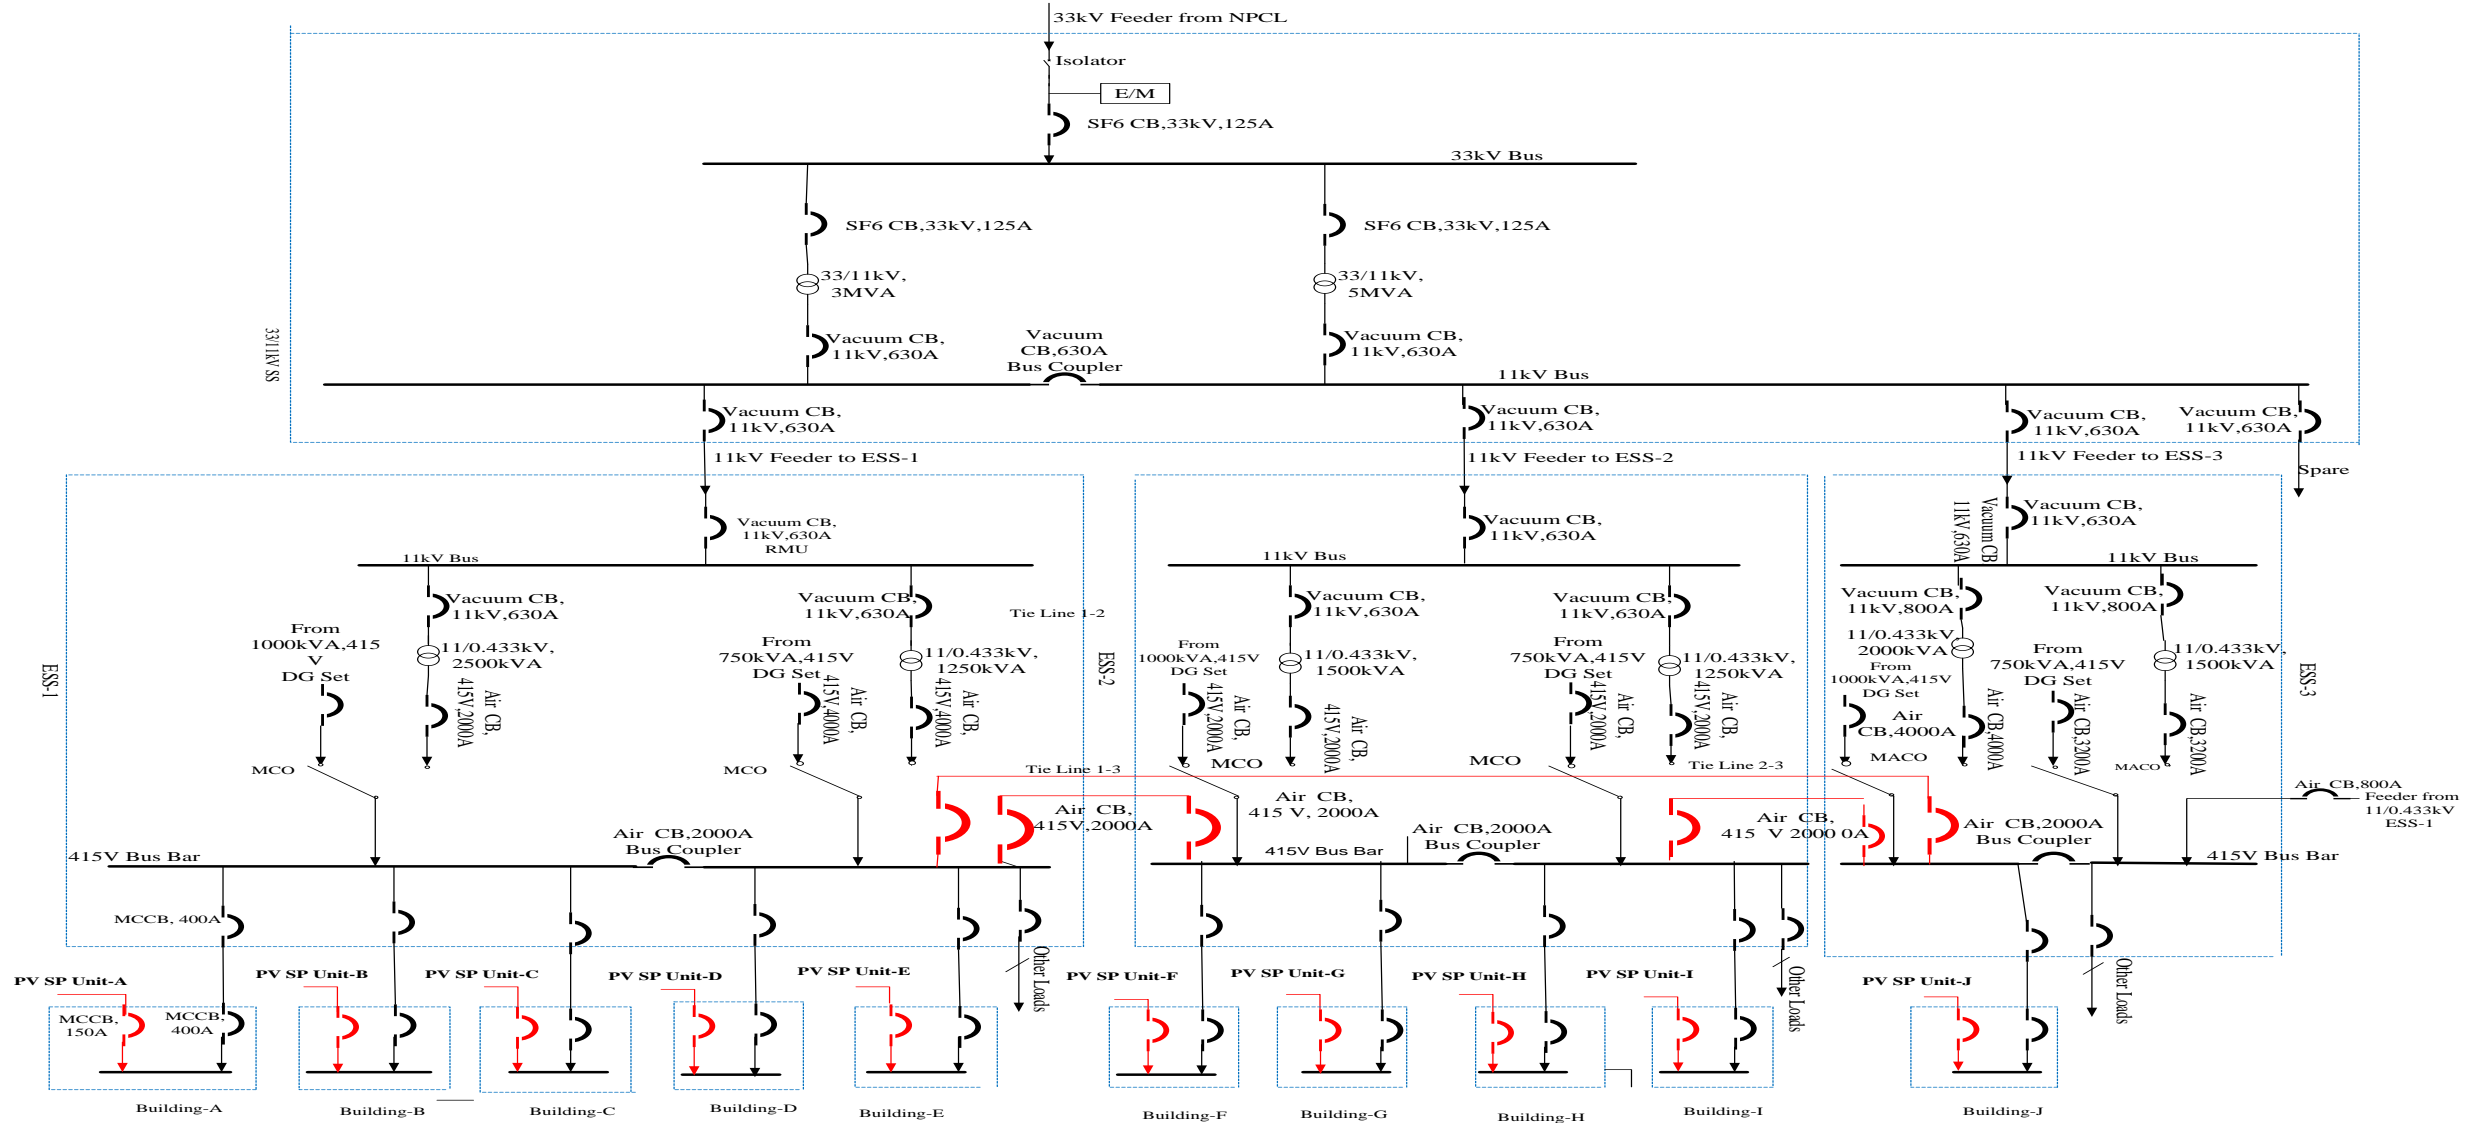 33kV Feeder from NPCL
Isolator
E/M
SF6 CB,33kV,125A
33kV Bus
SF6 CB,33kV,125A
SF6 CB,33kV,125A
33/11kV,
3MVA
33/11kV,
5MVA
Vacuum CB,
11kV,630A
Vacuum
CB,630A
Bus Coupler
Vacuum CB,
11kV,630A
33/11kV SS
11kV Bus
Vacuum CB,
11kV,630A
Vacuum CB,
11kV,630A
Vacuum CB,
11kV,630A
Vacuum CB,
11kV,630A
11kV Feeder to ESS-1
11kV Feeder to ESS-2
11kV Feeder to ESS-3
Spare
Vacuum CB,
11kV,630A
RMU
11kV Bus
Vacuum CB,
11kV,630A
Vacuum CB,
11kV,630A
Tie Line 1-2
From
1000kVA,415
V
DG Set
11/0.433kV,
2500kVA
From
750kVA,415V
DG Set
11/0.433kV,
1250kVA
ESS-1
Air CB,
415V,2000A
Air CB,
415V,4000A
Air CB,
415V,4000A
MCO
MCO
Tie Line 1-3
Air CB,
415V,2000A
Air CB,2000A
Bus Coupler
415V Bus Bar
MCCB, 400A
Other Loads
ESS-2
Vacuum CB,
11kV,630A
11kV Bus
Vacuum CB,
11kV,630A
Vacuum CB,
11kV,630A
From
1000kVA,415V
DG Set
11/0.433kV,
1500kVA
From
750kVA,415V
DG Set
11/0.433kV,
1250kVA
Air CB,
415V,2000A
Air CB,
415V,2000A
Air CB,
415V,2000A
Air CB,
415V,2000A
MCO
MCO
Tie Line 2-3
Air CB,
415 V, 2000A
Air CB,2000A
Bus Coupler
Air CB,
415 V 2000 0A
415V Bus Bar
Other Loads
Vacuum CB
11kV,630A
Vacuum CB,
11kV,630A
11kV Bus
Vacuum CB,
11kV,800A
Vacuum CB,
11kV,800A
11/0.433kV,
2000kVA
From
1000kVA,415V
DG Set
From
750kVA,415V
DG Set
11/0.433kV,
1500kVA
ESS-3
Air
CB,4000A
Air CB,4000A
Air CB,3200A
Air CB,3200A
MACO
MACO
Air CB,800A
Feeder from
11/0.433kV
ESS-1
Air CB,2000A
Bus Coupler
415V Bus Bar
Other Loads
PV SP Unit-A
PV SP Unit-B
PV SP Unit-C
PV SP Unit-D
PV SP Unit-E
PV SP Unit-F
PV SP Unit-G
PV SP Unit-H
PV SP Unit-I
PV SP Unit-J
MCCB,
150A
MCCB,
400A
Building-A
Building-B
Building-C
Building-D
Building-E
Building-F
Building-G
Building-H
Building-I
Building-J